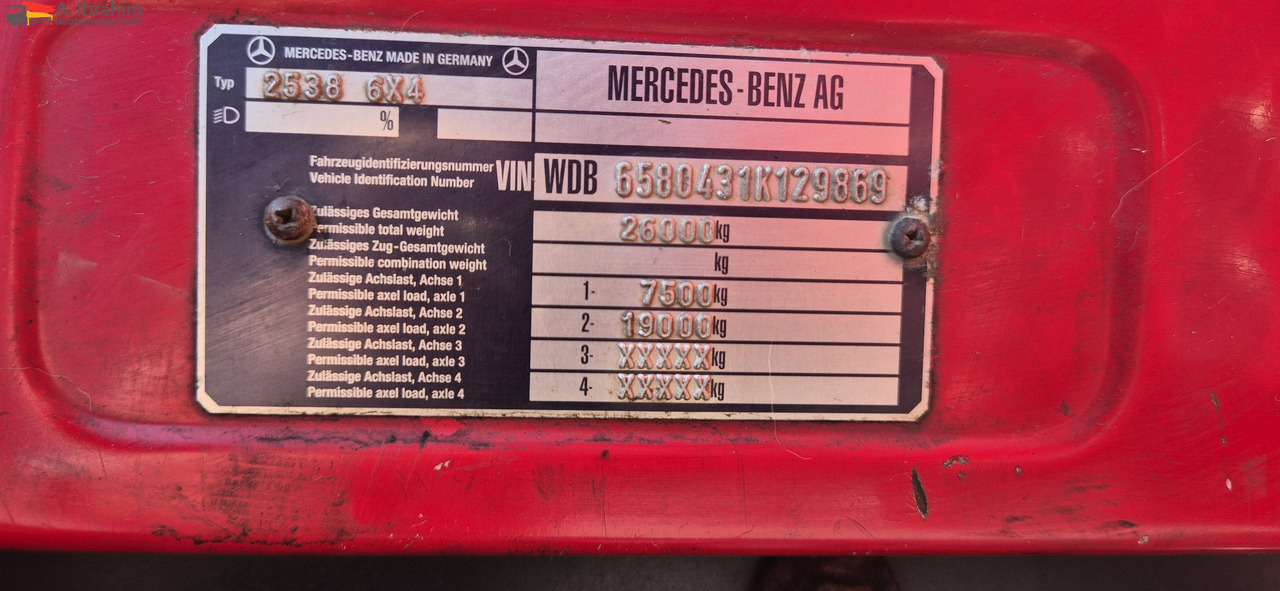 A. Ibrahim
MERCEDES-BENZ MADE IN GERMANY
Typ 2538 6X4
%
MERCEDES-BENZ AG
Fahrzeugidentifizierungsnummer
Vehicle Identification Number
VIN WDB 6580431K129869
Zulässiges Gesamtgewicht
Permissible total weight
26000 kg
Zulässiges Zug-Gesamtgewicht
Permissible combination weight
kg
Zulässige Achslast, Achse 1
Permissible axel load, axle 1
1- 7500 kg
Zulässige Achslast, Achse 2
Permissible axel load, axle 2
2- 19000 kg
Zulässige Achslast, Achse 3
Permissible axel load, axle 3
3- XXXXX kg
Zulässige Achslast, Achse 4
Permissible axel load, axle 4
4- XXXXX kg